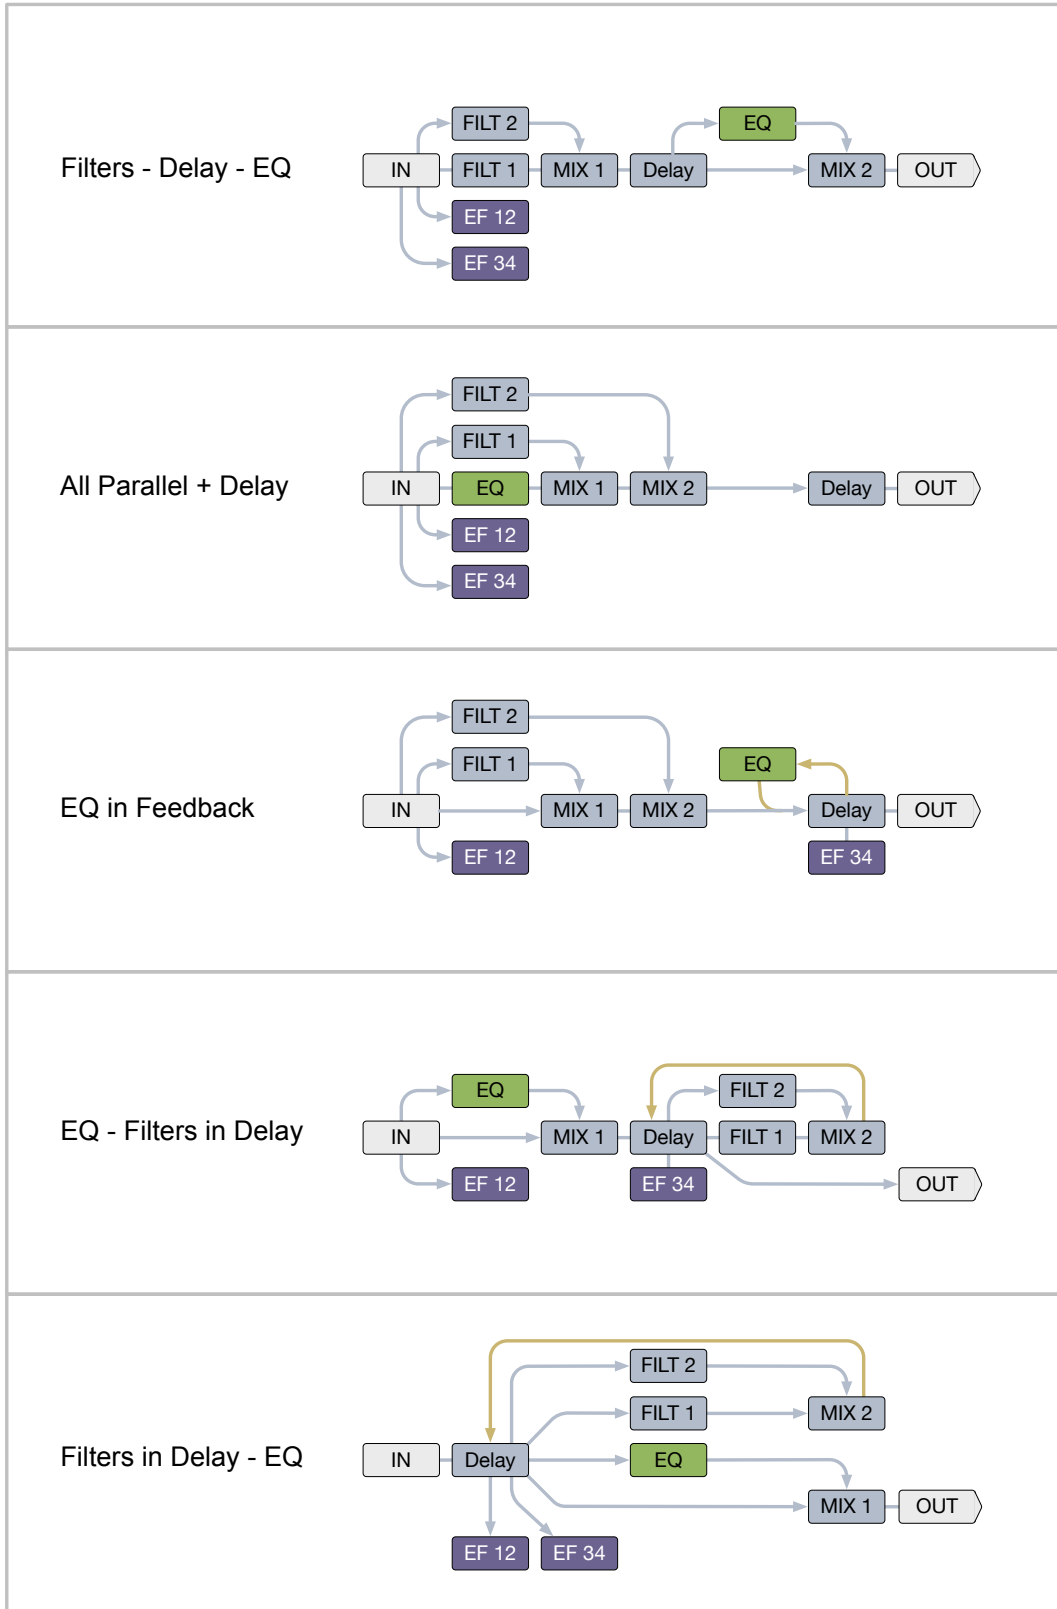 FILT 2
EQ
Filters - Delay - EQ
IN
FILT 1
MIX 1
Delay
MIX 2
OUT
EF 12
EF 34
FILT 2
FILT 1
All Parallel + Delay
IN
EQ
MIX 1
MIX 2
Delay
OUT
EF 12
EF 34
FILT 2
FILT 1
EQ
EQ in Feedback
IN
MIX 1
MIX 2
Delay
OUT
EF 12
EF 34
EQ
FILT 2
EQ - Filters in Delay
IN
MIX 1
Delay
FILT 1
MIX 2
EF 12
EF 34
OUT
FILT 2
FILT 1
MIX 2
Filters in Delay - EQ
IN
Delay
EQ
MIX 1
OUT
EF 12
EF 34